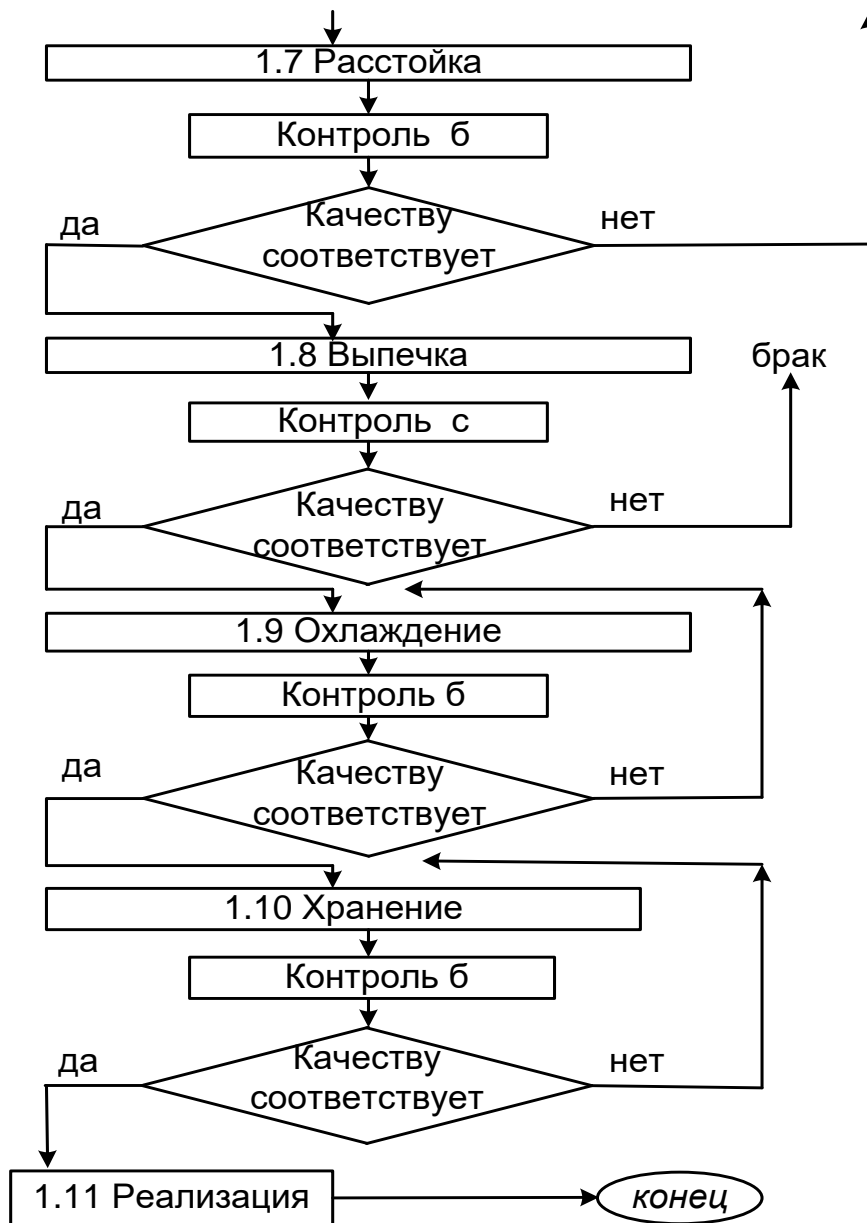 1.7 Расстойка
Контроль б
Качеству
соответствует
да
нет
1.8 Выпечка
брак
Контроль с
Качеству
соответствует
да
нет
1.9 Охлаждение
Контроль б
Качеству
соответствует
да
нет
1.10 Хранение
Контроль б
Качеству
соответствует
да
нет
1.11 Реализация
конец